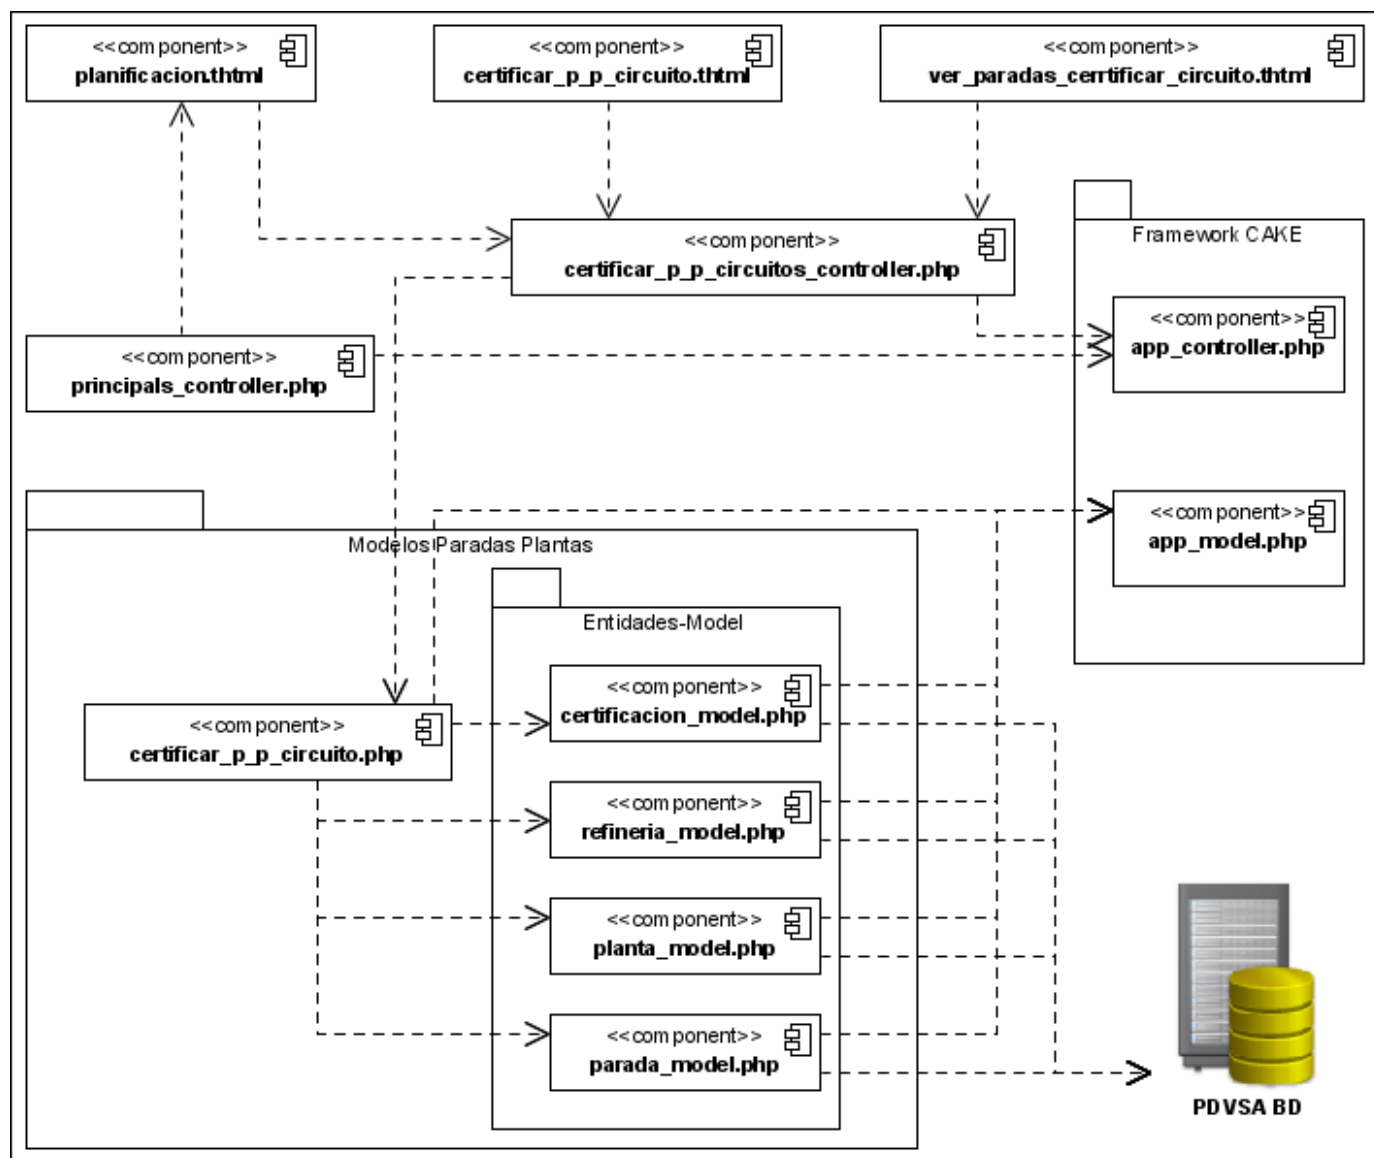 <<component>>
planificacion.thtml
<<component>>
certificar_p_p_circuito.thtml
<<component>>
ver_paradas_cerrtificar_circuito.thtml
<<component>>
certificar_p_p_circuitos_controller.php
Framework CAKE
<<component>>
app_controller.php
<<component>>
principals_controller.php
<<component>>
app_model.php
Modelos Paradas Plantas
Entidades-Model
<<component>>
certificacion_model.php
<<component>>
certificar_p_p_circuito.php
<<component>>
refineria_model.php
<<component>>
planta_model.php
<<component>>
parada_model.php
PDVSA BD